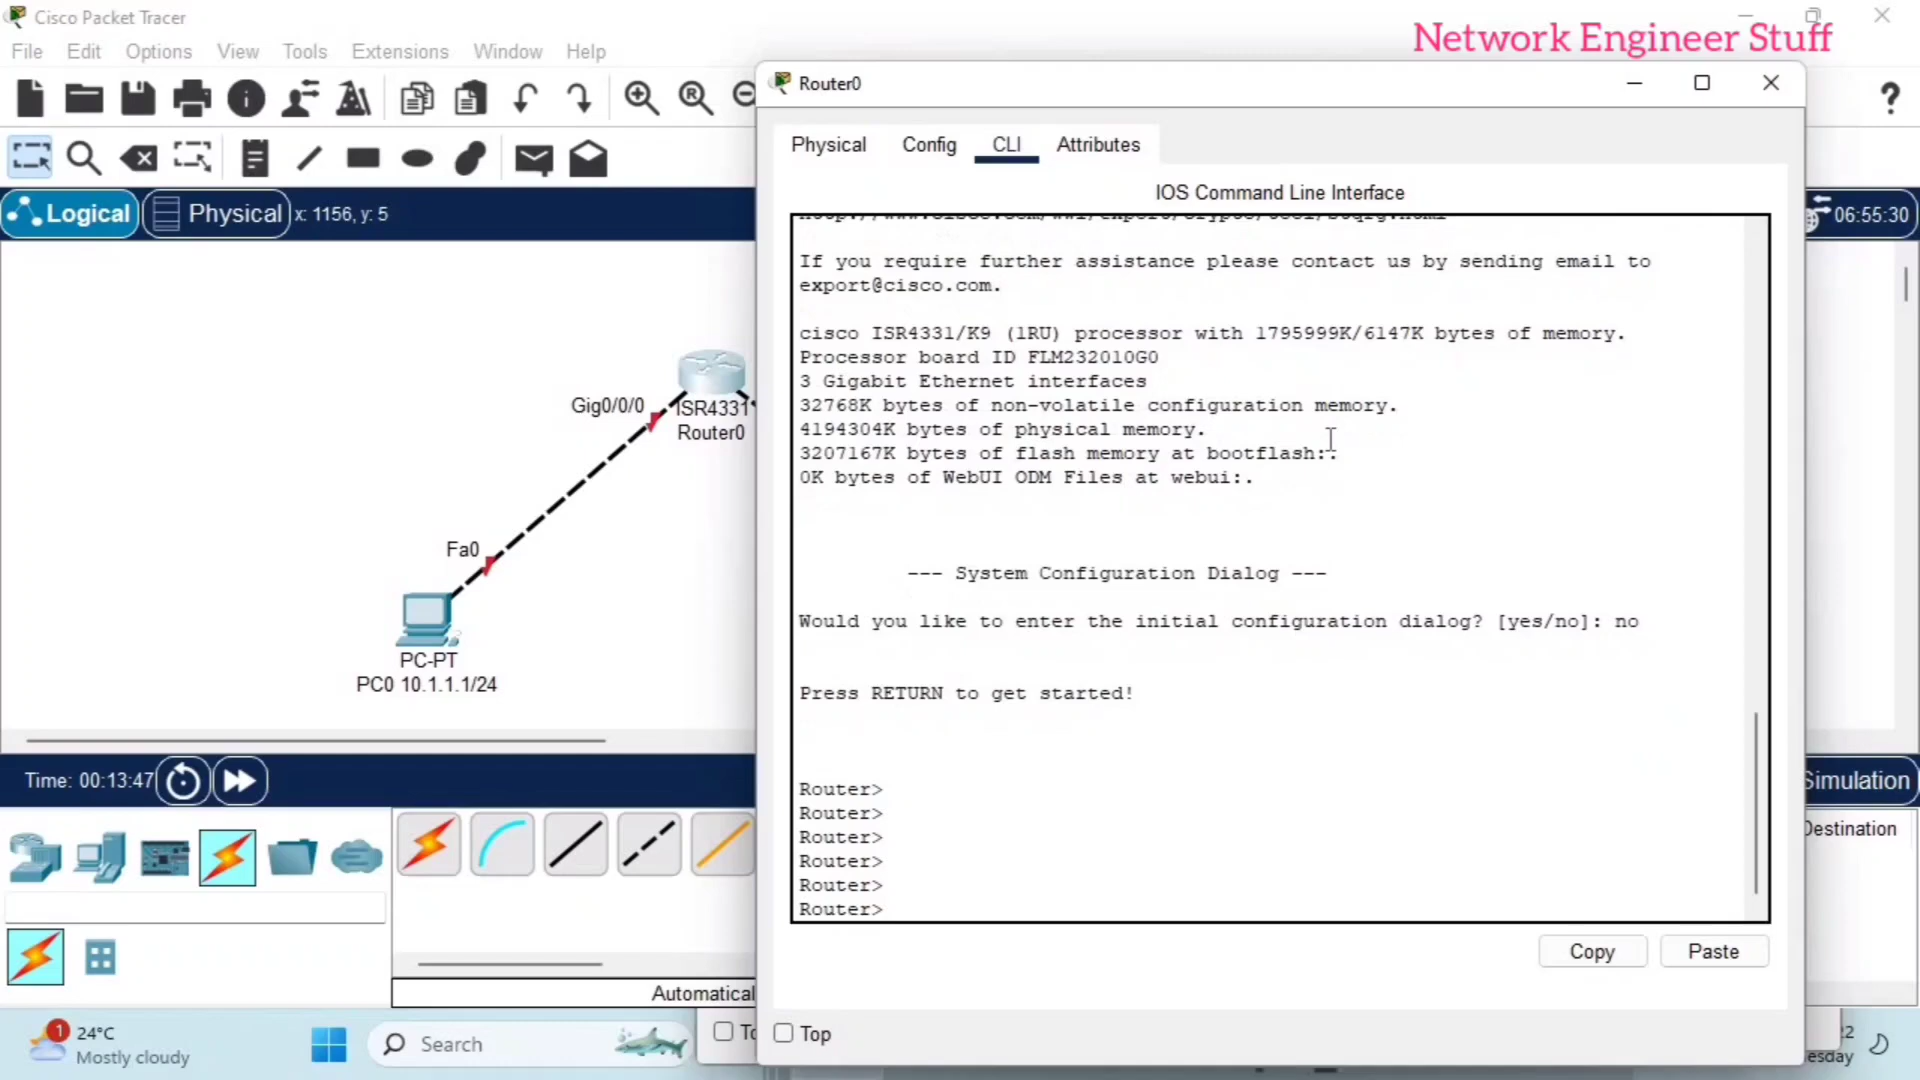 Cisco Packet Tracer
Network Engineer Stuff
File Edit Options View Tools Extensions Window Help
Router0
Physical Config CLI Attributes
IOS Command Line Interface
Logical Physical x: 1156, y: 5
06:55:30
If you require further assistance please contact us by sending email to
export@cisco.com.
cisco ISR4331/K9 (1RU) processor with 1795999K/6147K bytes of memory.
Processor board ID FLM232010G0
3 Gigabit Ethernet interfaces
32768K bytes of non-volatile configuration memory.
4194304K bytes of physical memory.
3207167K bytes of flash memory at bootflash:.
0K bytes of WebUI ODM Files at webui:.
--- System Configuration Dialog ---
Would you like to enter the initial configuration dialog? [yes/no]: no
Press RETURN to get started!
Router>
Router>
Router>
Router>
Router>
Router>
Copy Paste
Top
Gig0/0/0
ISR4331
Router0
Fa0
PC-PT
PC0 10.1.1.1/24
Time: 00:13:47
Simulation
Destination
Automatical
1
24°C
Mostly cloudy
Search
To
22
esday